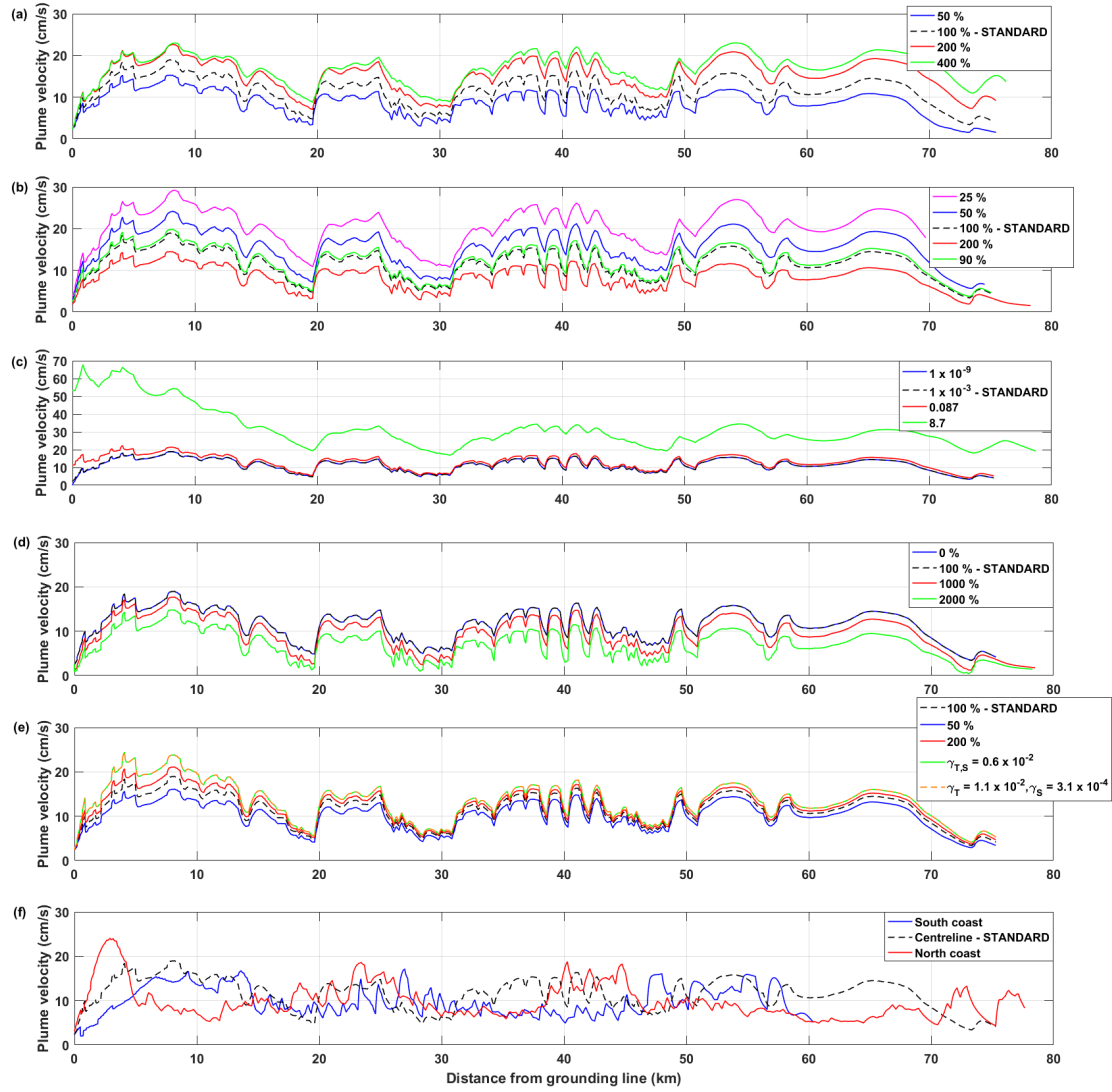 (a)
Plume velocity (cm/s)
30
20
10
0
0 10 20 30 40 50 60 70 80
50 %
100 % - STANDARD
200 %
400 %
(b)
Plume velocity (cm/s)
30
20
10
0
0 10 20 30 40 50 60 70 80
25 %
50 %
100 % - STANDARD
200 %
90 %
(c)
Plume velocity (cm/s)
70
60
50
40
30
20
10
0
0 10 20 30 40 50 60 70 80
1 x 10⁻⁹
1 x 10⁻³ - STANDARD
0.087
8.7
(d)
Plume velocity (cm/s)
30
20
10
0
0 10 20 30 40 50 60 70 80
0 %
100 % - STANDARD
1000 %
2000 %
(e)
Plume velocity (cm/s)
30
20
10
0
0 10 20 30 40 50 60 70 80
100 % - STANDARD
50 %
200 %
γT,S = 0.6 x 10⁻²
γT = 1.1 x 10⁻²,γS = 3.1 x 10⁻⁴
(f)
Plume velocity (cm/s)
30
20
10
0
0 10 20 30 40 50 60 70 80
South coast
Centreline - STANDARD
North coast
Distance from grounding line (km)